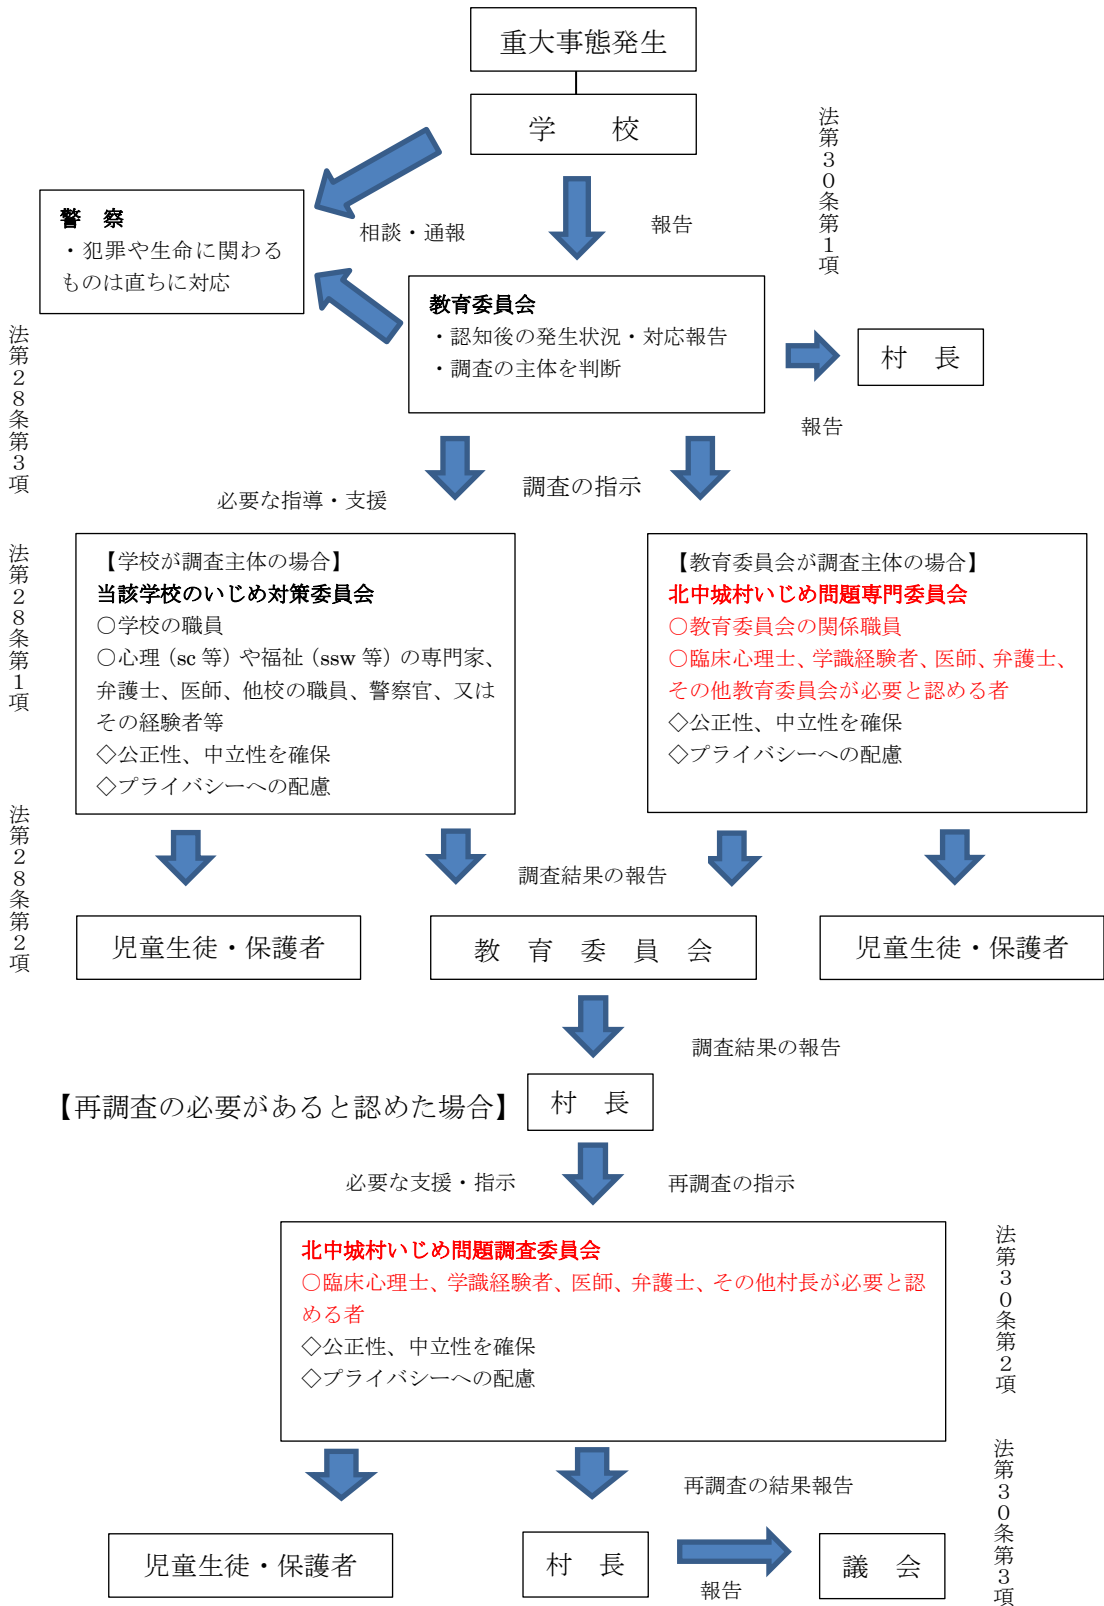 重大事態発生
学　　校
法第30条第1項
警　察
・犯罪や生命に関わる
ものは直ちに対応
相談・通報
報告
教育委員会
・認知後の発生状況・対応報告
・調査の主体を判断
村　長
報告
法第28条第3項
必要な指導・支援
調査の指示
法第28条第1項
【学校が調査主体の場合】
当該学校のいじめ対策委員会
○学校の職員
○心理（sc 等）や福祉（ssw 等）の専門家、
弁護士、医師、他校の職員、警察官、又は
その経験者等
◇公正性、中立性を確保
◇プライバシーへの配慮
【教育委員会が調査主体の場合】
北中城村いじめ問題専門委員会
○教育委員会の関係職員
○臨床心理士、学識経験者、医師、弁護士、
その他教育委員会が必要と認める者
◇公正性、中立性を確保
◇プライバシーへの配慮
法第28条第2項
調査結果の報告
児童生徒・保護者
教　育　委　員　会
児童生徒・保護者
調査結果の報告
【再調査の必要があると認めた場合】
村　長
必要な支援・指示
再調査の指示
北中城村いじめ問題調査委員会
○臨床心理士、学識経験者、医師、弁護士、その他村長が必要と認
める者
◇公正性、中立性を確保
◇プライバシーへの配慮
法第30条第2項
再調査の結果報告
法第30条第3項
児童生徒・保護者
村　長
報告
議　会